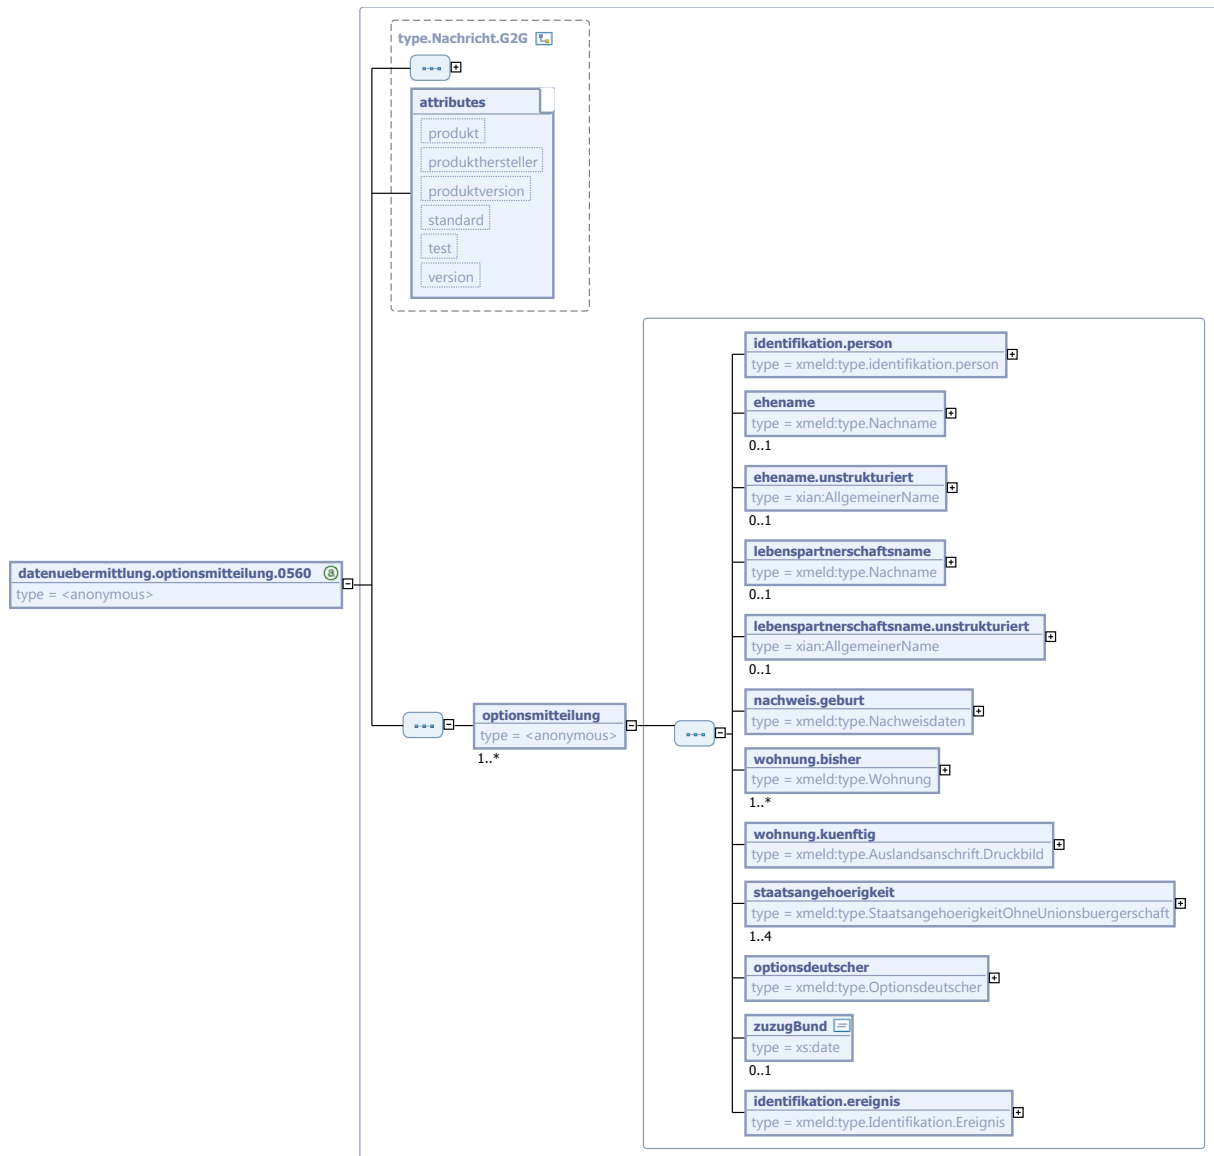 type.Nachricht.G2G
attributes
produkt
produkthersteller
produktversion
standard
test
version
datenuebermittlung.optionsmitteilung.0560
type = <anonymous>
optionsmitteilung
type = <anonymous>
1..*
identifikation.person
type = xmeld:type.identifikation.person
ehename
type = xmeld:type.Nachname
0..1
ehename.unstrukturiert
type = xian:AllgemeinerName
0..1
lebenspartnerschaftsname
type = xmeld:type.Nachname
0..1
lebenspartnerschaftsname.unstrukturiert
type = xian:AllgemeinerName
0..1
nachweis.geburt
type = xmeld:type.Nachweisdaten
wohnung.bisher
type = xmeld:type.Wohnung
1..*
wohnung.kuenftig
type = xmeld:type.Auslandsanschrift.Druckbild
staatsangehoerigkeit
type = xmeld:type.StaatsangehoerigkeitOhneUnionsbuergerschaft
1..4
optionsdeutscher
type = xmeld:type.Optionsdeutscher
zuzugBund
type = xs:date
0..1
identifikation.ereignis
type = xmeld:type.Identifikation.Ereignis